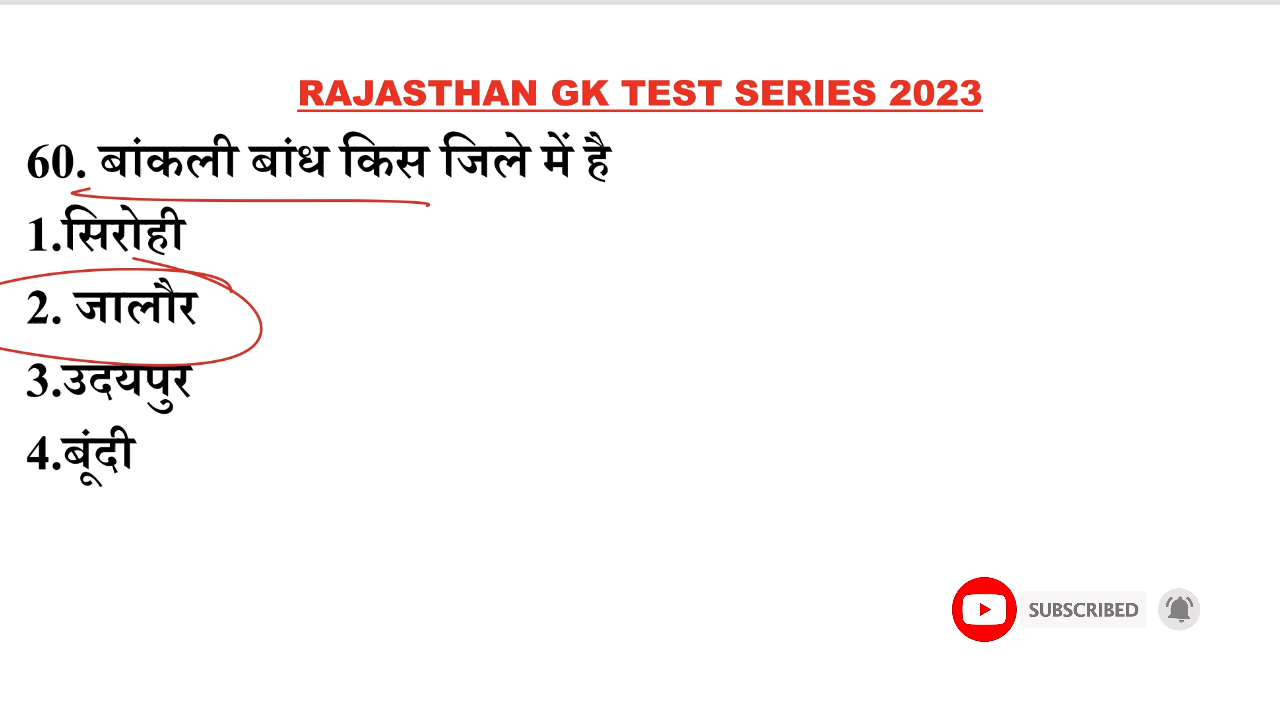 RAJASTHAN GK TEST SERIES 2023
60. बांकली बांध किस जिले में है
1.सिरोही
2. जालौर
3.उदयपुर
4.बूंदी
SUBSCRIBED